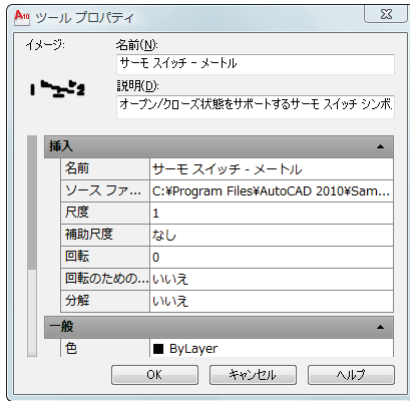 ツール プロパティ
イメージ:
名前(N):
サーモ スイッチ - メートル
説明(D):
オープン/クローズ状態をサポートするサーモ スイッチ シンボ
挿入
名前 サーモ スイッチ - メートル
ソース ファ... C:¥Program Files¥AutoCAD 2010¥Sam...
尺度 1
補助尺度 なし
回転 0
回転のための... いいえ
分解 いいえ
一般
色 ByLayer
OK キャンセル ヘルプ